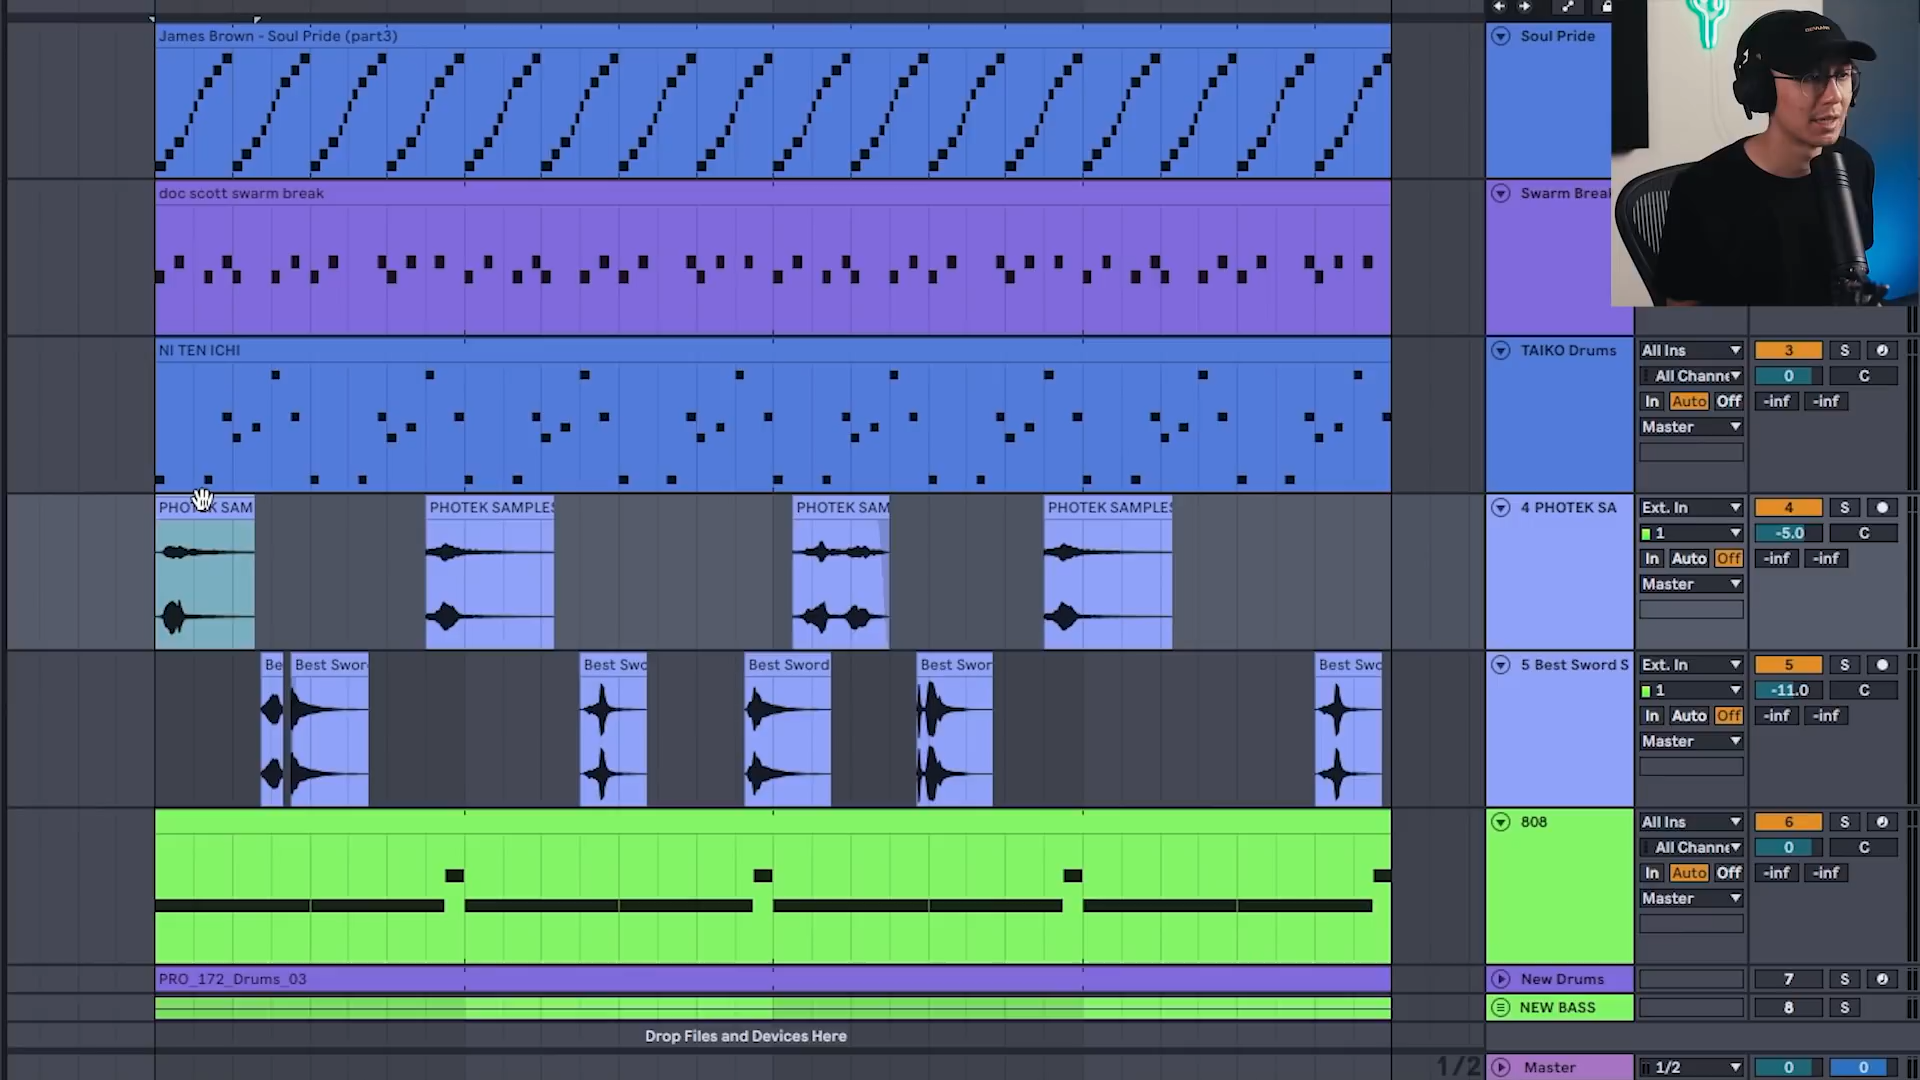 James Brown - Soul Pride (part3)
Soul Pride
doc scott swarm break
Swarm Brea
NI TEN ICHI
TAIKO Drums
All Ins
3
S
All Channe
0
C
In Auto Off
-inf -inf
Master
PHOTEK SAM
PHOTEK SAMPLES
PHOTEK SAM
PHOTEK SAMPLES
4 PHOTEK SA
Ext. In
4
S
1
-5.0
C
In Auto Off
-inf -inf
Master
Be
Best Swor
Best Swo
Best Sword
Best Swor
Best Swo
5 Best Sword S
Ext. In
5
S
1
-11.0
C
In Auto Off
-inf -inf
Master
808
All Ins
6
S
All Channe
0
C
In Auto Off
-inf -inf
Master
PRO_172_Drums_03
New Drums
7
S
NEW BASS
8
S
Drop Files and Devices Here
1/2
Master
1/2
0
0